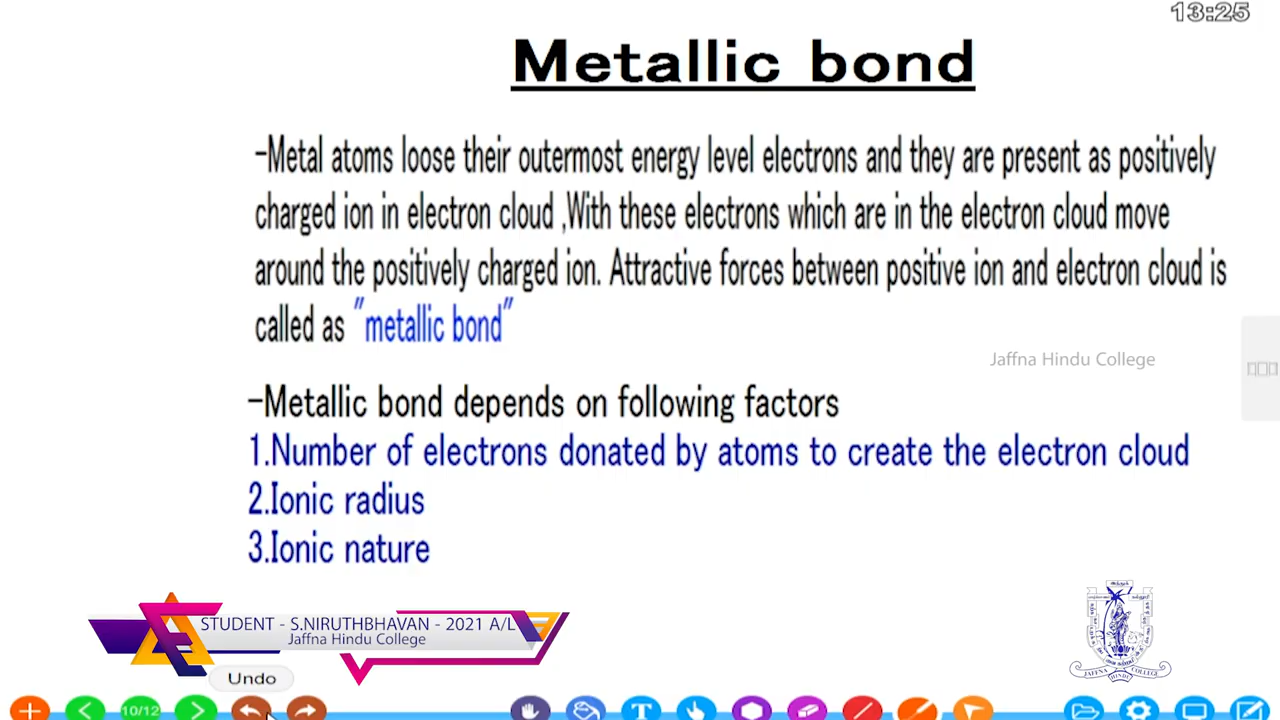 13:25
Metallic bond
-Metal atoms loose their outermost energy level electrons and they are present as positively
charged ion in electron cloud ,With these electrons which are in the electron cloud move
around the positively charged ion. Attractive forces between positive ion and electron cloud is
called as "metallic bond"
Jaffna Hindu College
-Metallic bond depends on following factors
1.Number of electrons donated by atoms to create the electron cloud
2.Ionic radius
3.Ionic nature
STUDENT - S.NIRUTHBHAVAN - 2021 A/L
Jaffna Hindu College
JAFFNA HINDU COLLEGE
Undo
10/12
T